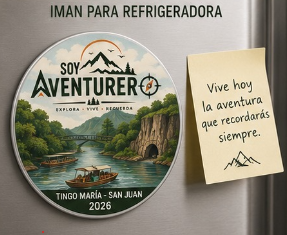 IMAN PARA REFRIGERADORA
SOY
AVENTURERO
EXPLORA • VIVE • RECUERDA
TINGO MARÍA - SAN JUAN
2026
Vive hoy
la aventura
que recordarás
siempre.